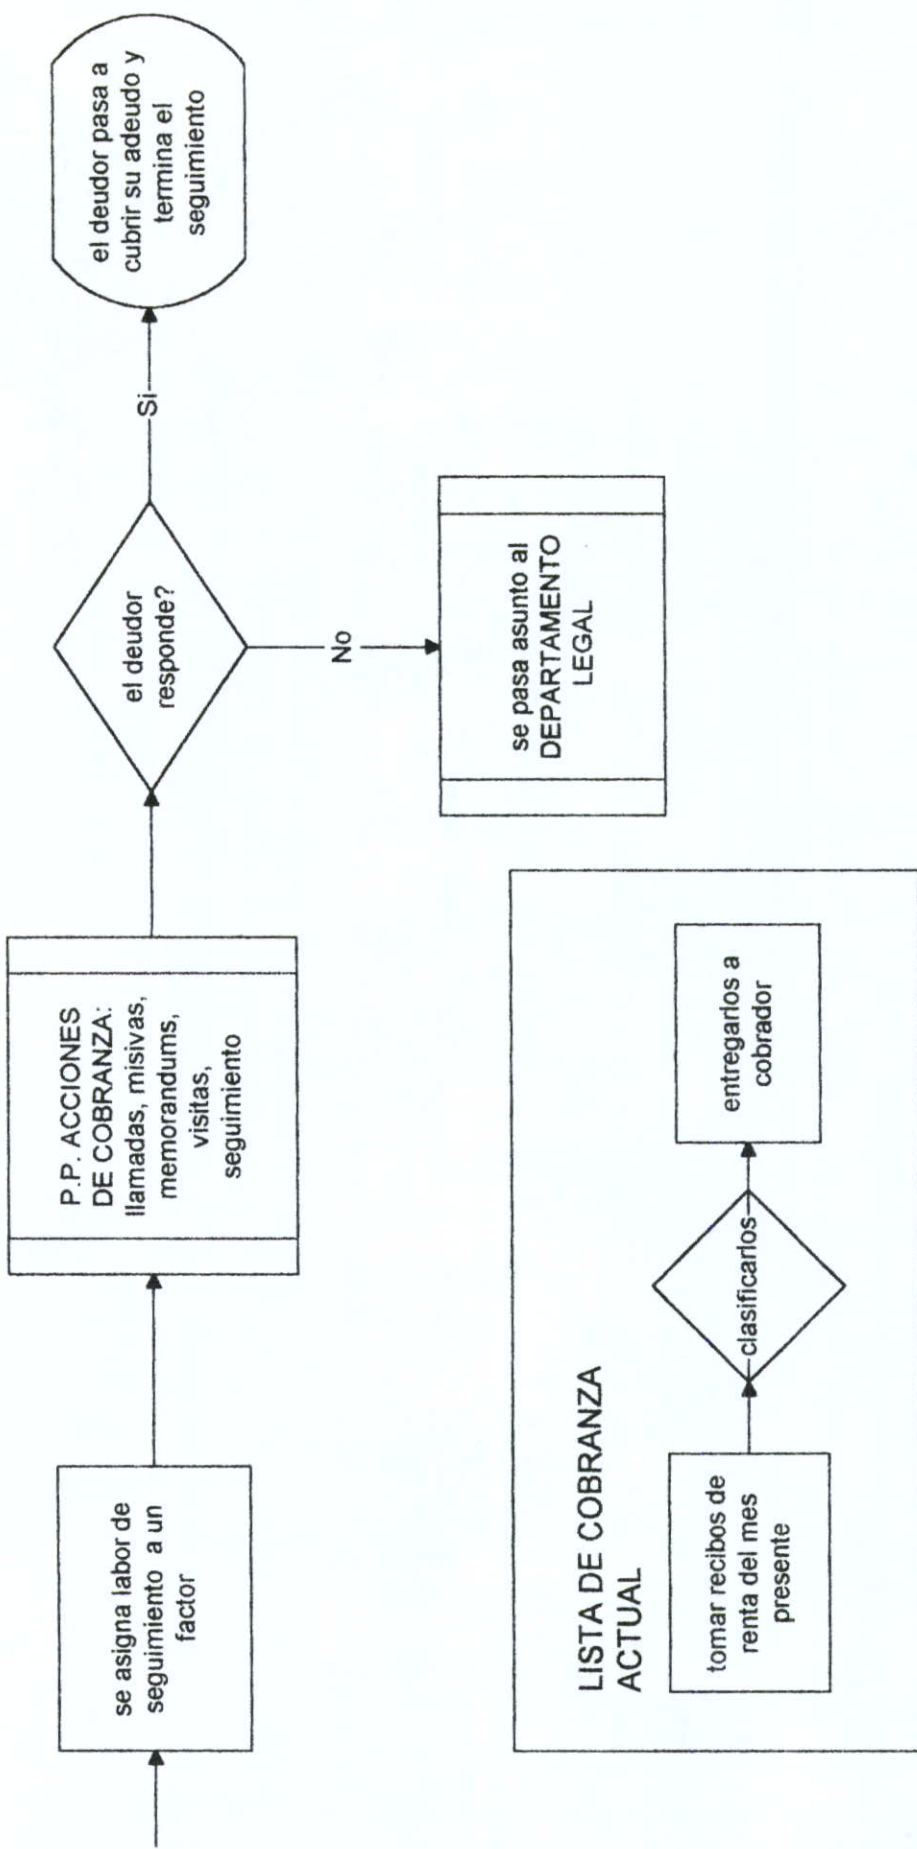 se asigna labor de
seguimiento a un
factor
P.P. ACCIONES
DE COBRANZA:
llamadas, misivas,
memorandums,
visitas,
seguimiento
el deudor
responde?
Si
el deudor pasa a
cubrir su adeudo y
termina el
seguimiento
No
se pasa asunto al
DEPARTAMENTO
LEGAL
LISTA DE COBRANZA
ACTUAL
tomar recibos de
renta del mes
presente
clasificarlos
entregarlos a
cobrador